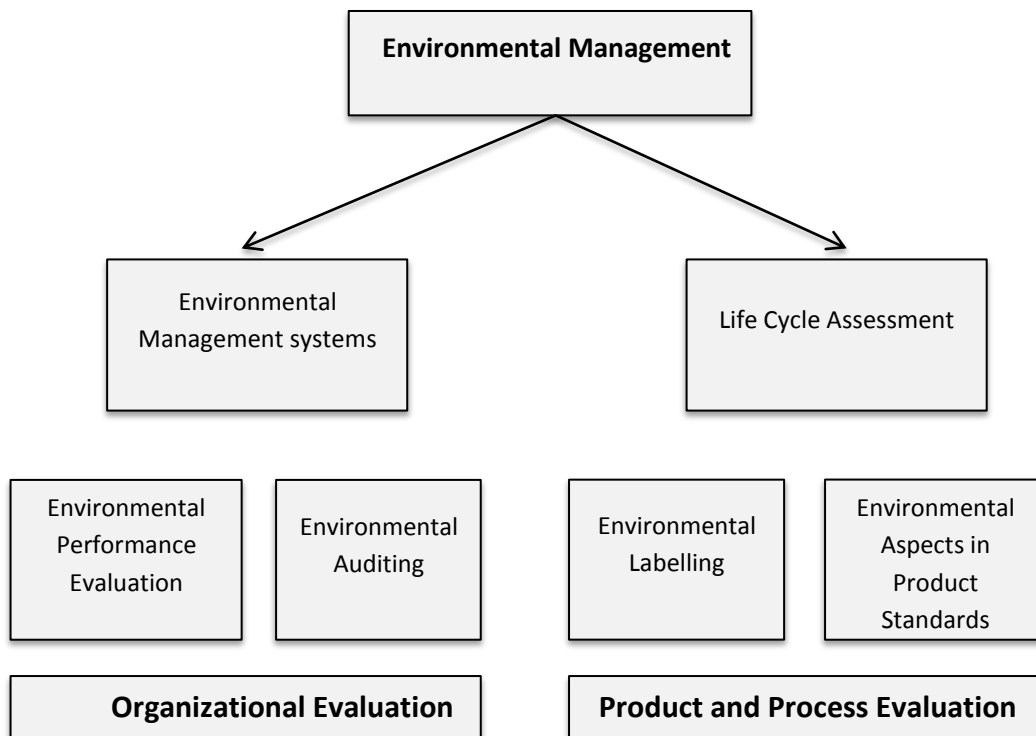 Environmental Management
Environmental
Management systems
Life Cycle Assessment
Environmental
Performance
Evaluation
Environmental
Auditing
Environmental
Labelling
Environmental
Aspects in
Product
Standards
Organizational Evaluation
Product and Process Evaluation